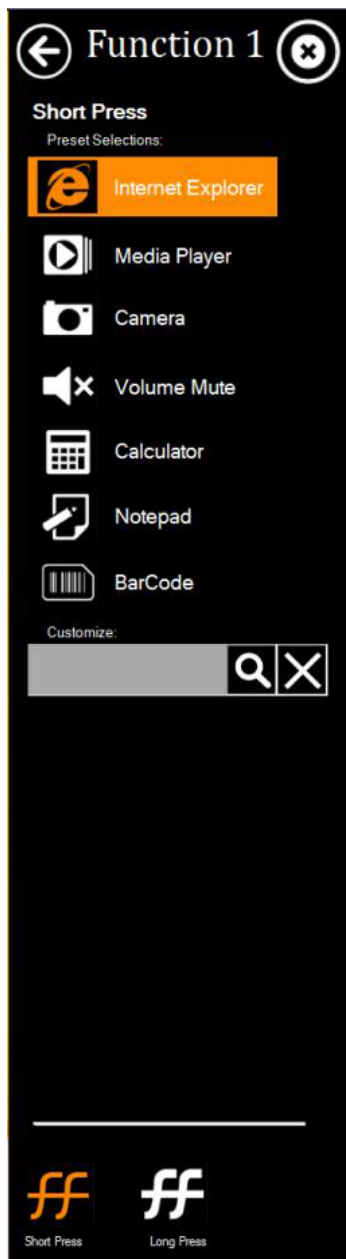 Function 1
Short Press
Preset Selections:
Internet Explorer
Media Player
Camera
Volume Mute
Calculator
Notepad
BarCode
Customize:
Short Press
Long Press